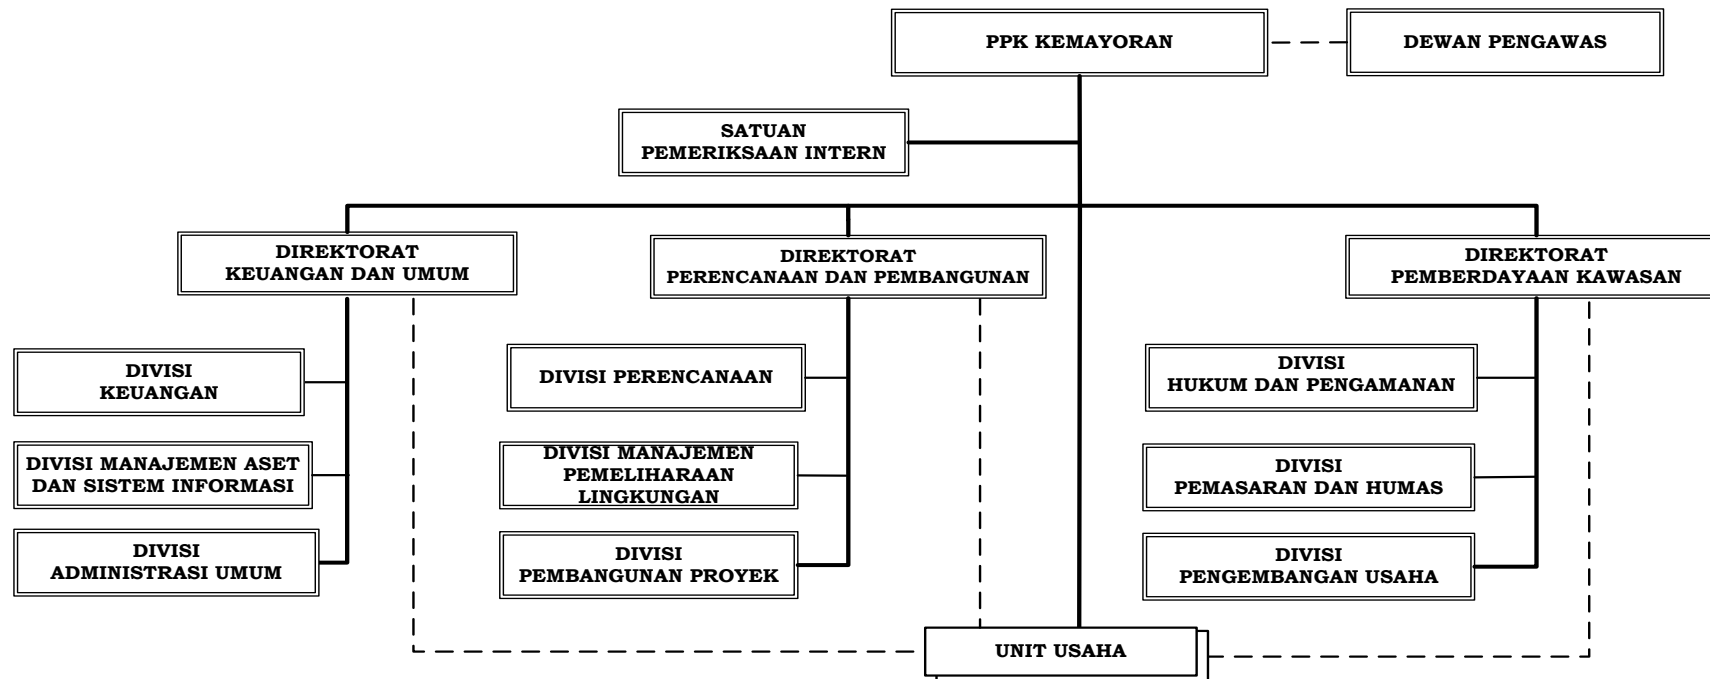 PPK KEMAYORAN
DEWAN PENGAWAS
SATUAN
PEMERIKSAAN INTERN
DIREKTORAT
KEUANGAN DAN UMUM
DIREKTORAT
PERENCANAAN DAN PEMBANGUNAN
DIREKTORAT
PEMBERDAYAAN KAWASAN
DIVISI
KEUANGAN
DIVISI MANAJEMEN ASET
DAN SISTEM INFORMASI
DIVISI
ADMINISTRASI UMUM
DIVISI PERENCANAAN
DIVISI MANAJEMEN
PEMELIHARAAN
LINGKUNGAN
DIVISI
PEMBANGUNAN PROYEK
DIVISI
HUKUM DAN PENGAMANAN
DIVISI
PEMASARAN DAN HUMAS
DIVISI
PENGEMBANGAN USAHA
UNIT USAHA